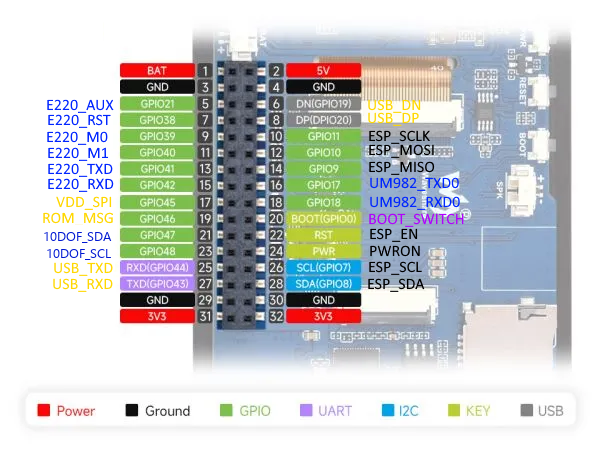 PWR
BAT
40
RESET
BOOT
SPK
BAT 1 2 5V
GND 3 4 GND
E220_AUX GPIO21 5 6 DN(GPIO19) USB_DN
E220_RST GPIO38 7 8 DP(GPIO20) USB_DP
E220_M0 GPIO39 9 10 GPIO11 ESP_SCLK
E220_M1 GPIO40 11 12 GPIO10 ESP_MOSI
E220_TXD GPIO41 13 14 GPIO9 ESP_MISO
E220_RXD GPIO42 15 16 GPIO17 UM982_TXD0
VDD_SPI GPIO45 17 18 GPIO18 UM982_RXD0
ROM_MSG GPIO46 19 20 BOOT(GPIO0) BOOT_SWITCH
10DOF_SDA GPIO47 21 22 RST ESP_EN
10DOF_SCL GPIO48 23 24 PWR PWRON
USB_TXD RXD(GPIO44) 25 26 SCL(GPIO7) ESP_SCL
USB_RXD TXD(GPIO43) 27 28 SDA(GPIO8) ESP_SDA
GND 29 30 GND
3V3 31 32 3V3
Power Ground GPIO UART I2C KEY USB